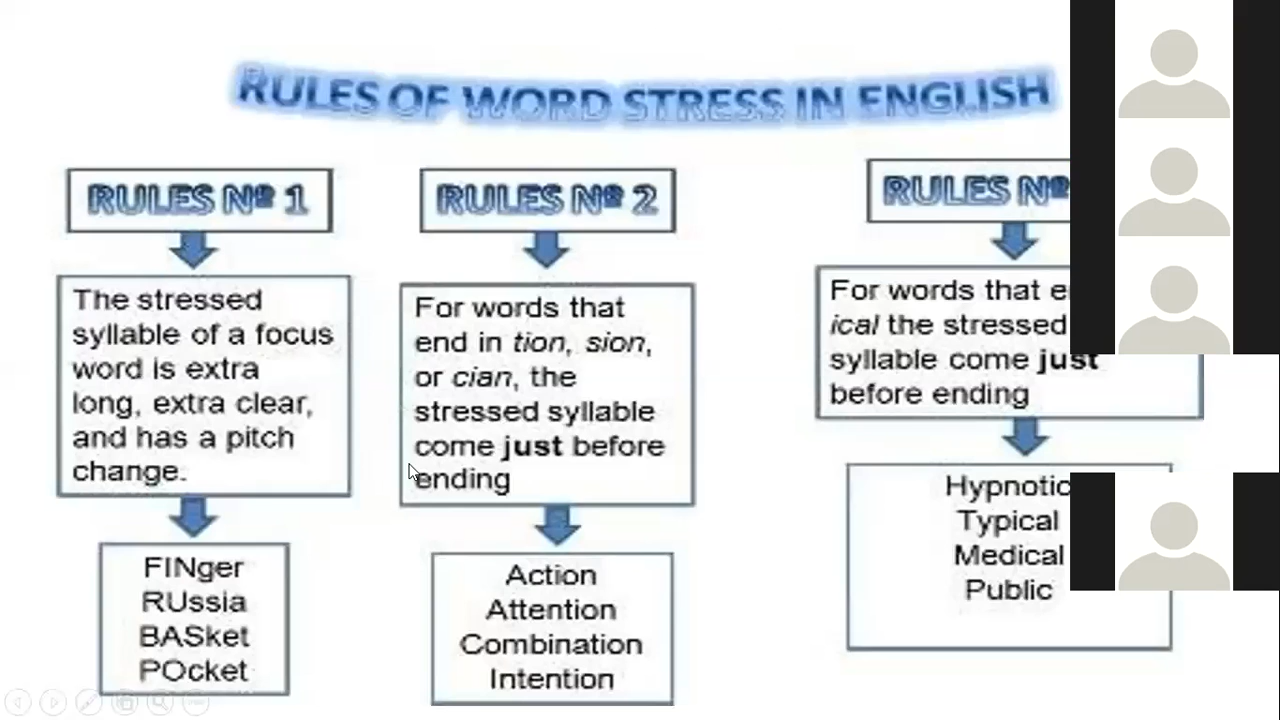 RULES OF WORD STRESS IN ENGLISH
RULES Nº 1
The stressed
syllable of a focus
word is extra
long, extra clear,
and has a pitch
change.
FINger
RUssia
BASket
POcket
RULES Nº 2
For words that
end in tion, sion,
or cian, the
stressed syllable
come just before
ending
Action
Attention
Combination
Intention
RULES Nº
For words that
ical the stressed
syllable come just
before ending
Hypnotic
Typical
Medical
Public